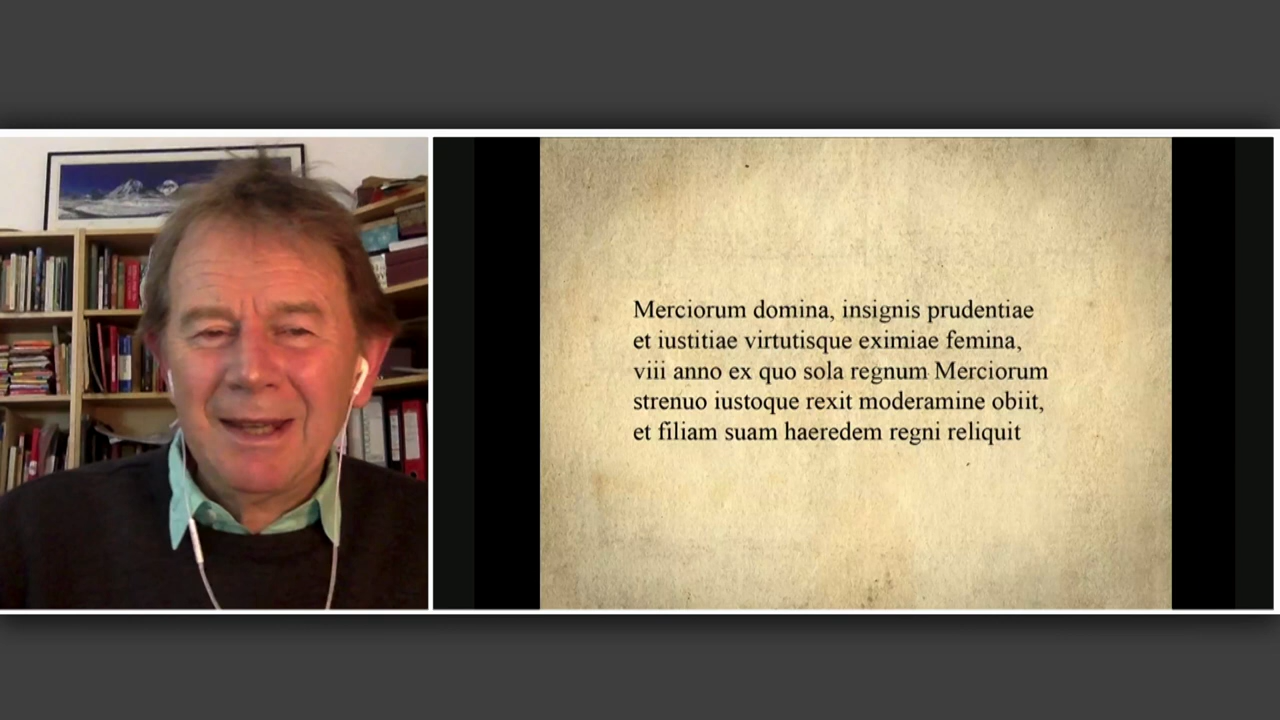 Merciorum domina, insignis prudentiae
et iustitiae virtutisque eximiae femina,
viii anno ex quo sola regnum Merciorum
strenuo iustoque rexit moderamine obiit,
et filiam suam haeredem regni reliquit